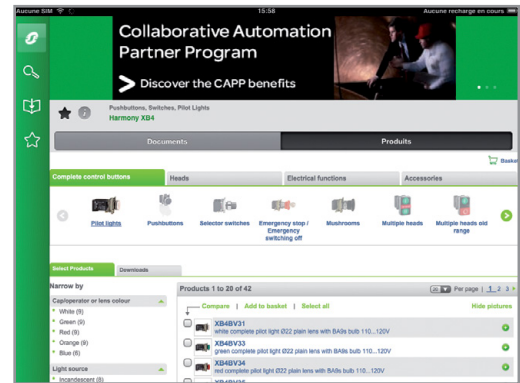 Aucune SIM
15:58
Aucune recharge en cours
Collaborative Automation
Partner Program
Discover the CAPP benefits
Pushbuttons, Switches, Pilot Lights
Harmony XB4
Documents
Produits
Basket
Complete control buttons
Heads
Electrical functions
Accessories
Pilot lights
Pushbuttons
Selector switches
Emergency stop /
Emergency
switching off
Mushrooms
Multiple heads
Multiple heads old
range
Select Products
Downloads
Narrow by
Products 1 to 20 of 42
20
Per page | 1 2 3
Cap/operator or lens colour
White (9)
Green (9)
Red (9)
Orange (9)
Blue (6)
Light source
Incandescent (8)
Compare | Add to basket | Select all
Hide pictures
XB4BV31
white complete pilot light Ø22 plain lens with BA9s bulb 110...120V
XB4BV33
green complete pilot light Ø22 plain lens with BA9s bulb 110...120V
XB4BV34
red complete pilot light Ø22 plain lens with BA9s bulb 110...120V
XB4BV35